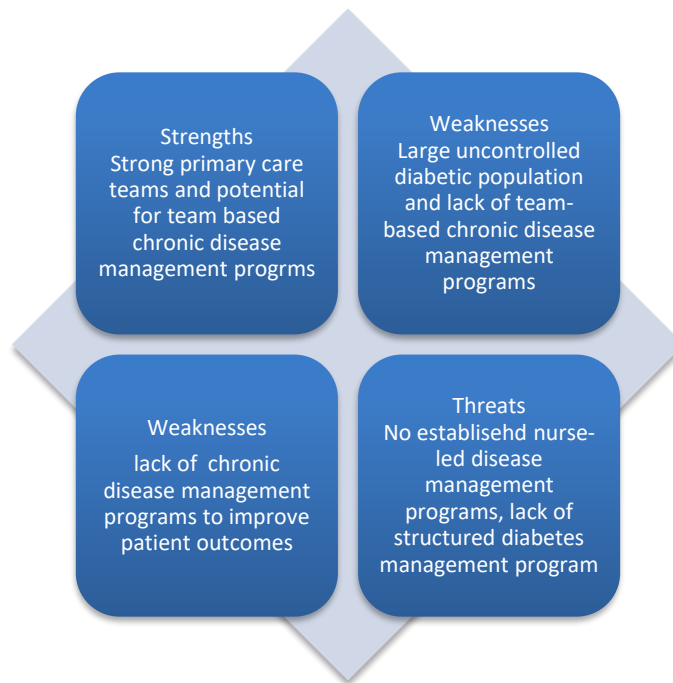 Strengths
Strong primary care
teams and potential
for team based
chronic disease
management progrms
Weaknesses
Large uncontrolled
diabetic population
and lack of team-
based chronic disease
management
programs
Weaknesses
lack of chronic
disease management
programs to improve
patient outcomes
Threats
No establisehd nurse-
led disease
management
programs, lack of
structured diabetes
management program